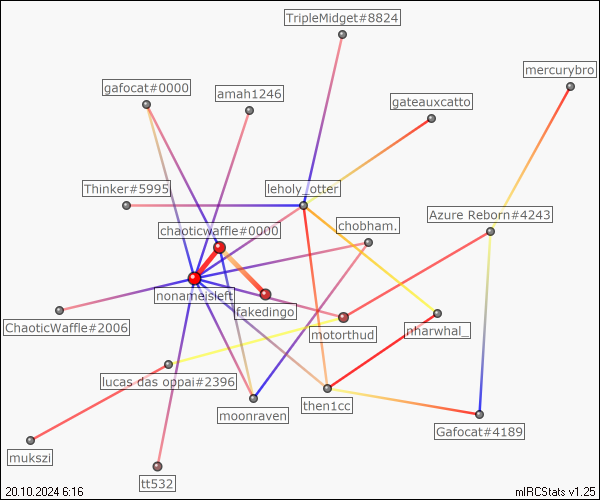 TripleMidget#8824
mercurybro
gafocat#0000
amah1246
gateauxcatto
Thinker#5995
leholy_otter
Azure Reborn#4243
chobham.
chaoticwaffle#0000
nonameisleft
fakedingo
ChaoticWaffle#2006
motorthud
nharwhal_
lucas das oppai#2396
moonraven
then1cc
Gafocat#4189
mukszi
tt532
20.10.2024 6:16
mIRCStats v1.25